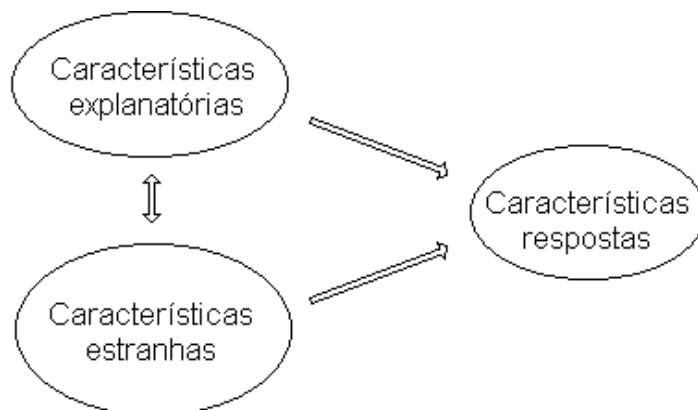 Características
explanatórias
Características
respostas
Características
estranhas